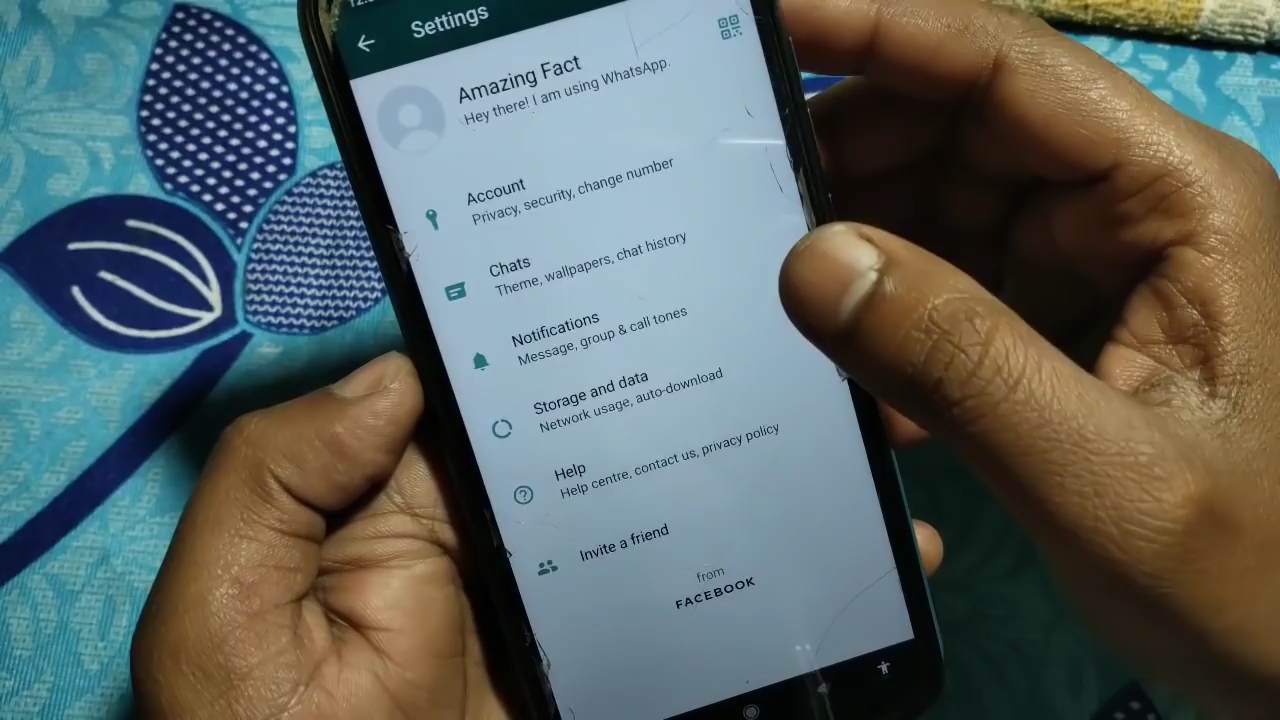 Settings
Amazing Fact
Hey there! I am using WhatsApp.
Account
Privacy, security, change number
Chats
Theme, wallpapers, chat history
Notifications
Message, group & call tones
Storage and data
Network usage, auto-download
Help
Help centre, contact us, privacy policy
Invite a friend
from
FACEBOOK